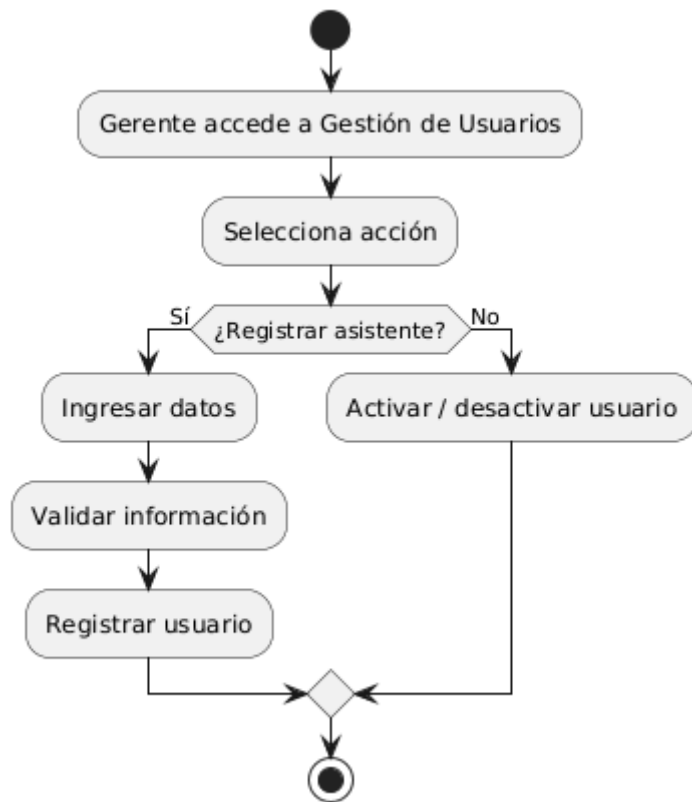 Gerente accede a Gestión de Usuarios
Selecciona acción
Sí
¿Registrar asistente?
No
Ingresar datos
Activar / desactivar usuario
Validar información
Registrar usuario